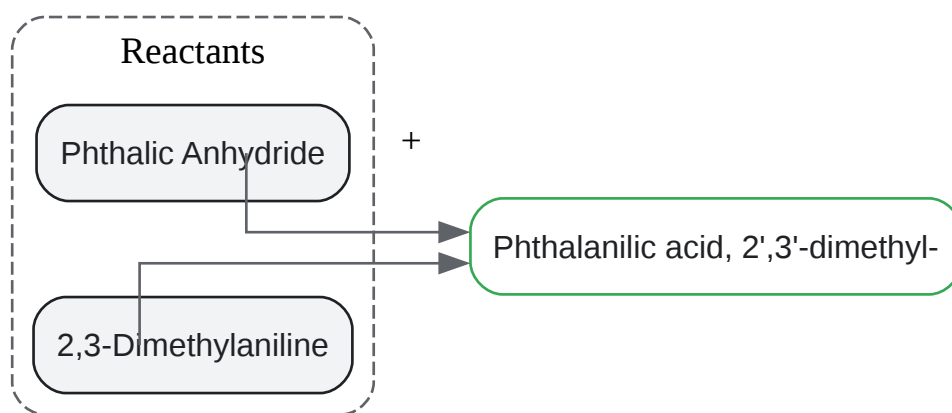 Reactants
Phthalic Anhydride
+
Phthalanilic acid, 2',3'-dimethyl-
2,3-Dimethylaniline